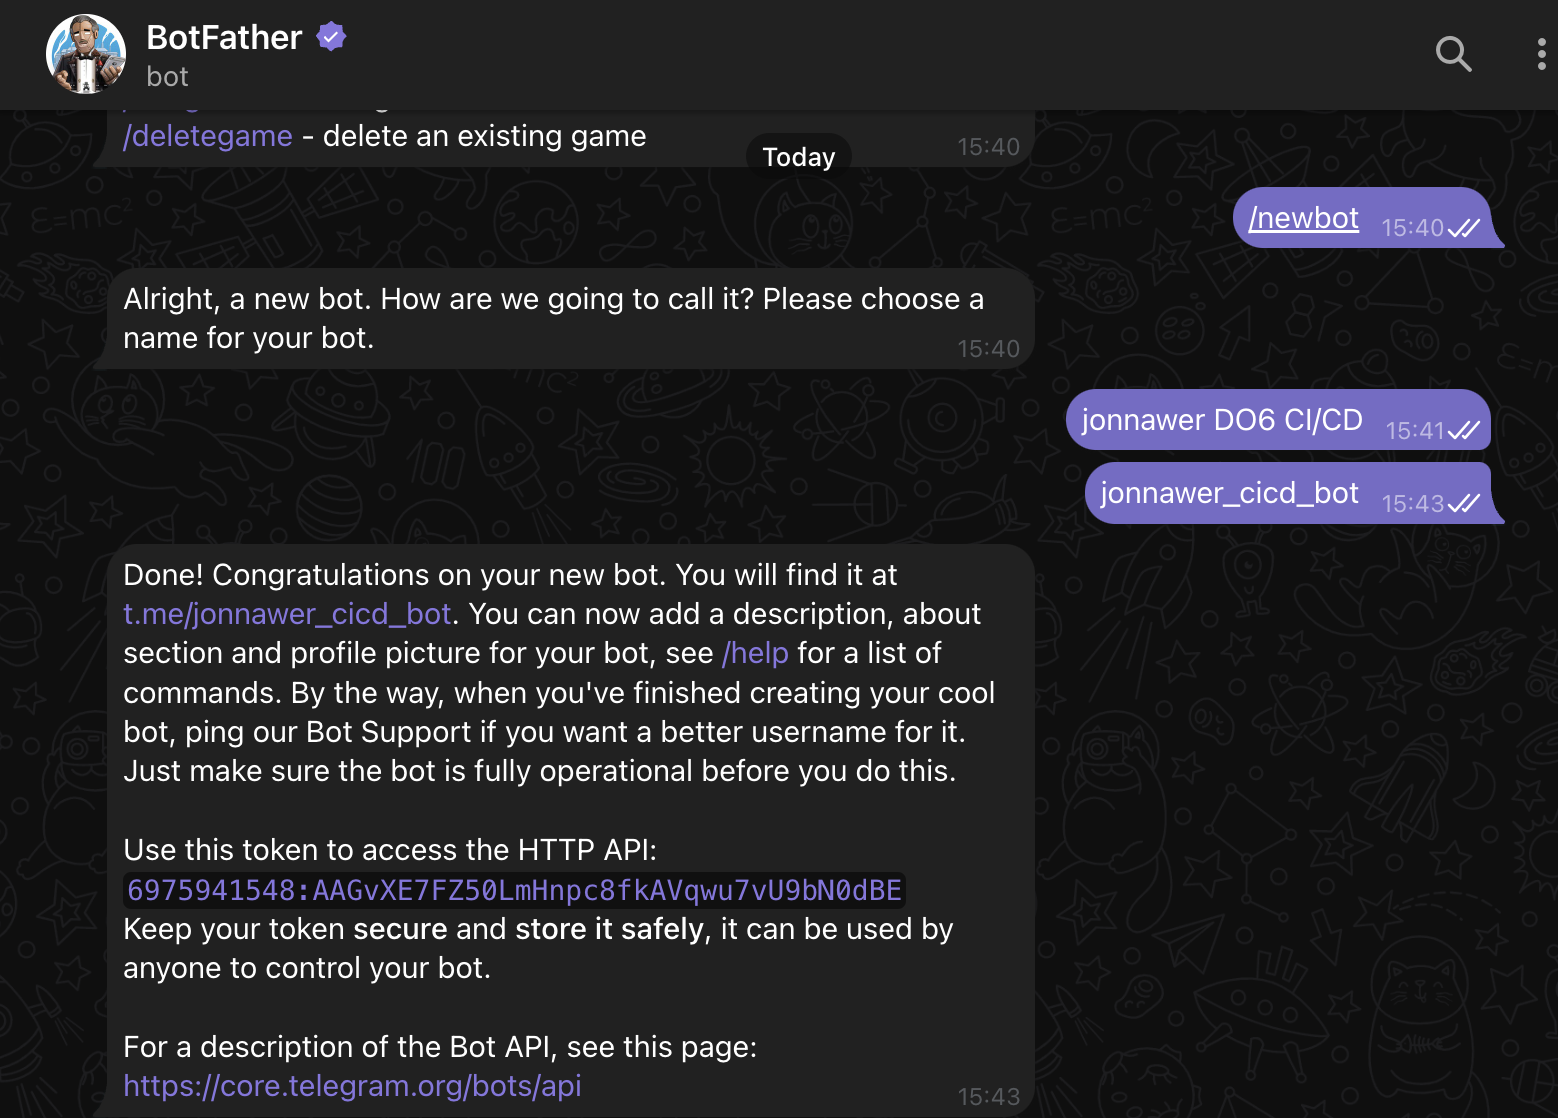 BotFather
bot
/deletegame - delete an existing game 15:40
Today
/newbot 15:40
Alright, a new bot. How are we going to call it? Please choose a
name for your bot. 15:40
jonnawer DO6 CI/CD 15:41
jonnawer_cicd_bot 15:43
Done! Congratulations on your new bot. You will find it at
t.me/jonnawer_cicd_bot. You can now add a description, about
section and profile picture for your bot, see /help for a list of
commands. By the way, when you've finished creating your cool
bot, ping our Bot Support if you want a better username for it.
Just make sure the bot is fully operational before you do this.
Use this token to access the HTTP API:
6975941548:AAGvXE7FZ50LmHnpc8fkAVqwu7vU9bN0dBE
Keep your token secure and store it safely, it can be used by
anyone to control your bot.
For a description of the Bot API, see this page:
https://core.telegram.org/bots/api 15:43